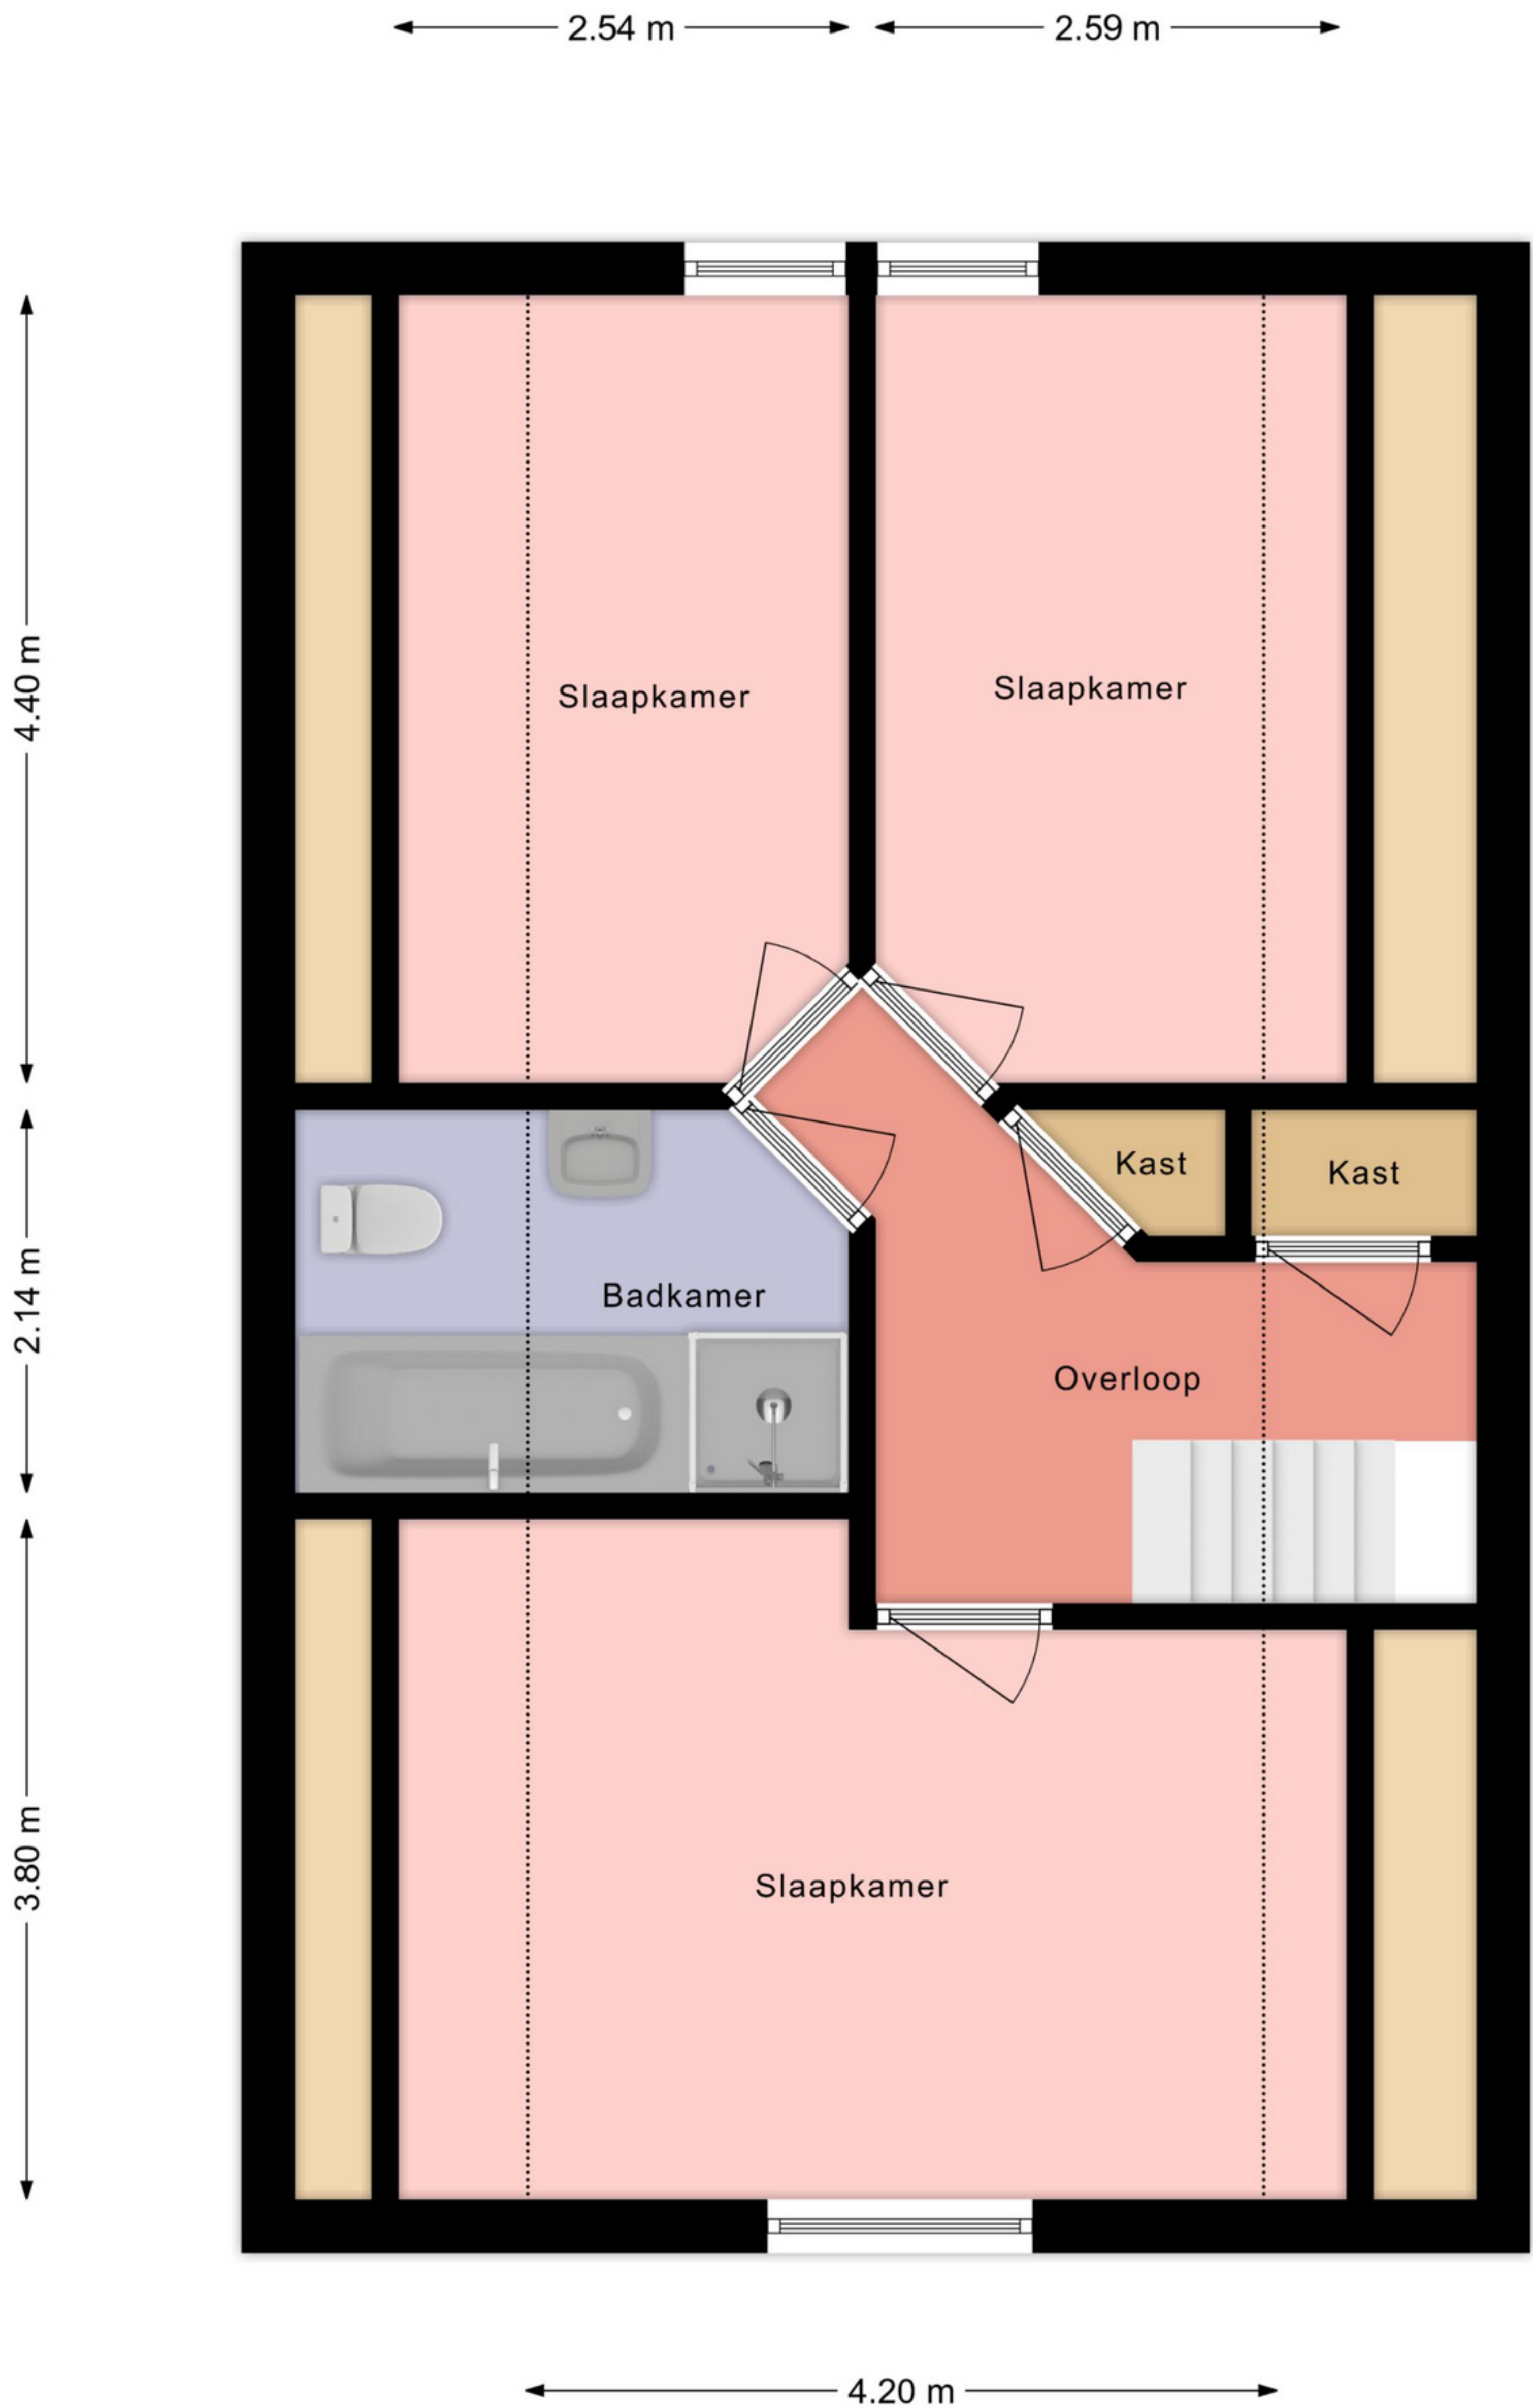 2.54 m
2.59 m
4.40 m
Slaapkamer
Slaapkamer
Kast
Kast
2.14 m
Badkamer
Overloop
3.80 m
Slaapkamer
4.20 m